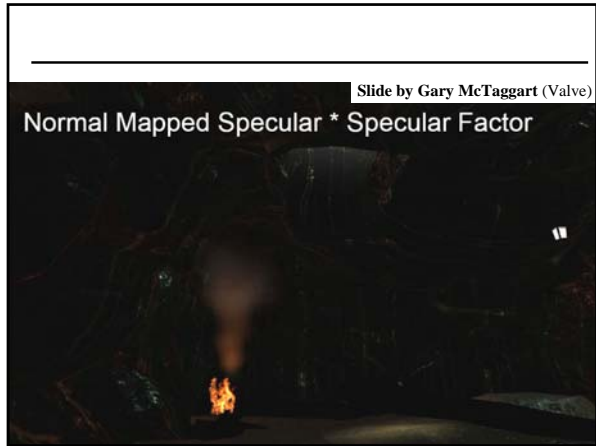 Slide by Gary McTaggart (Valve)
Normal Mapped Specular * Specular Factor